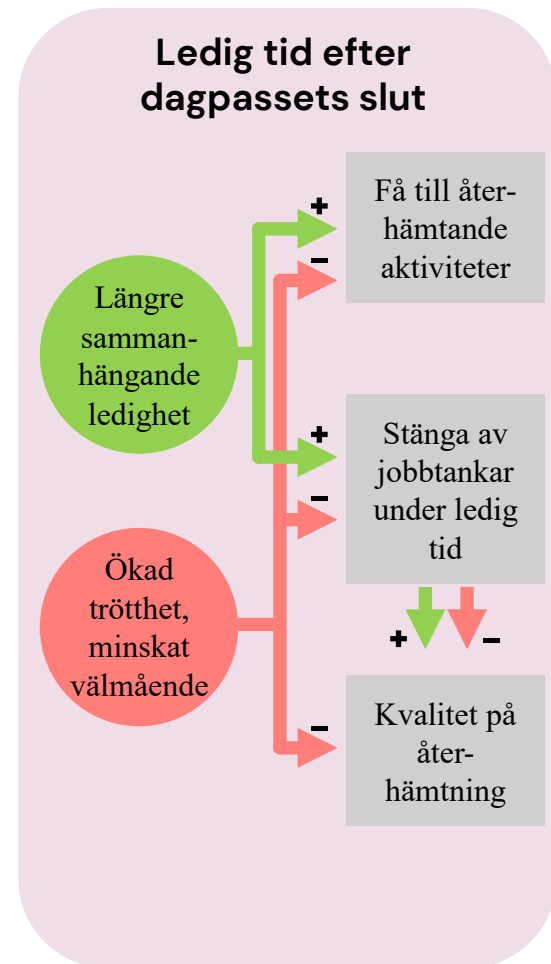 Ledig tid efter
dagpassets slut
+
Få till åter-
hämtande
aktiviteter
–
Längre
samman-
hängande
ledighet
+
Stänga av
jobbtankar
under ledig
tid
–
Ökad
trötthet,
minskat
välmående
+
–
–
Kvalitet på
åter-
hämtning